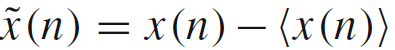 x̃(n) = x(n) − ⟨x(n)⟩